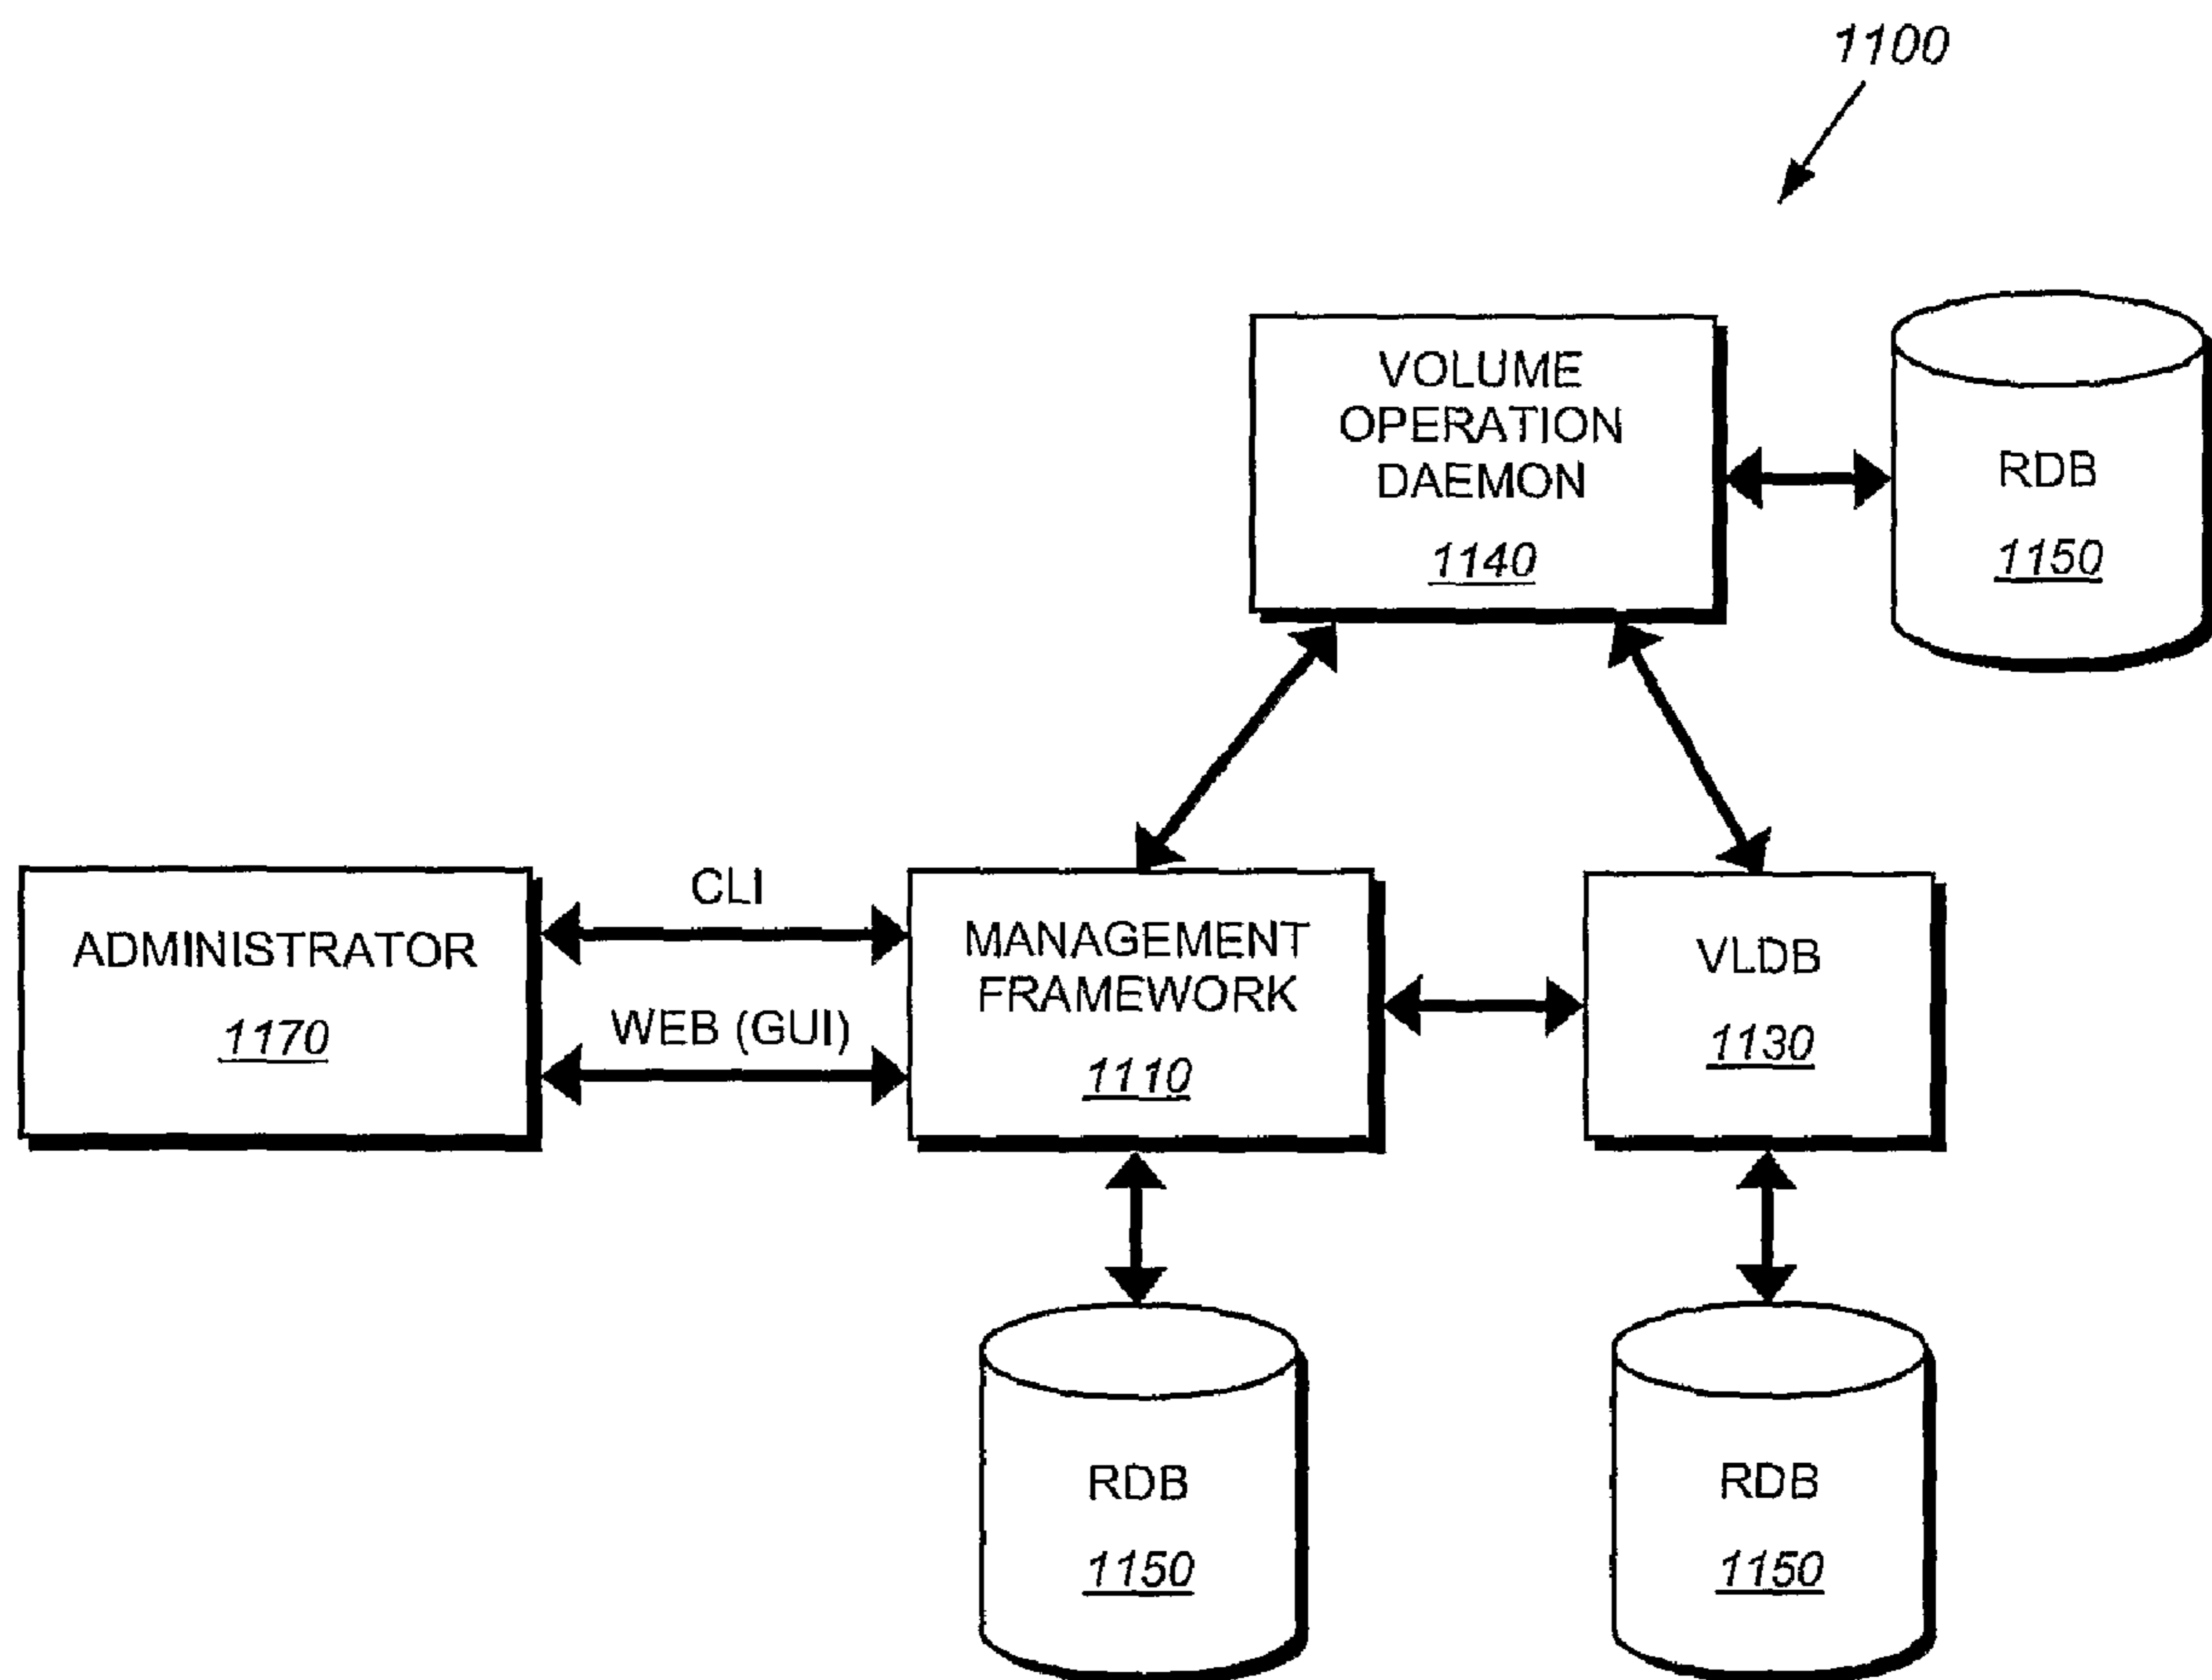 1100
VOLUME
OPERATION
DAEMON
1140
RDB
1150
ADMINISTRATOR
1170
CLI
WEB (GUI)
MANAGEMENT
FRAMEWORK
1110
VLDB
1130
RDB
1150
RDB
1150